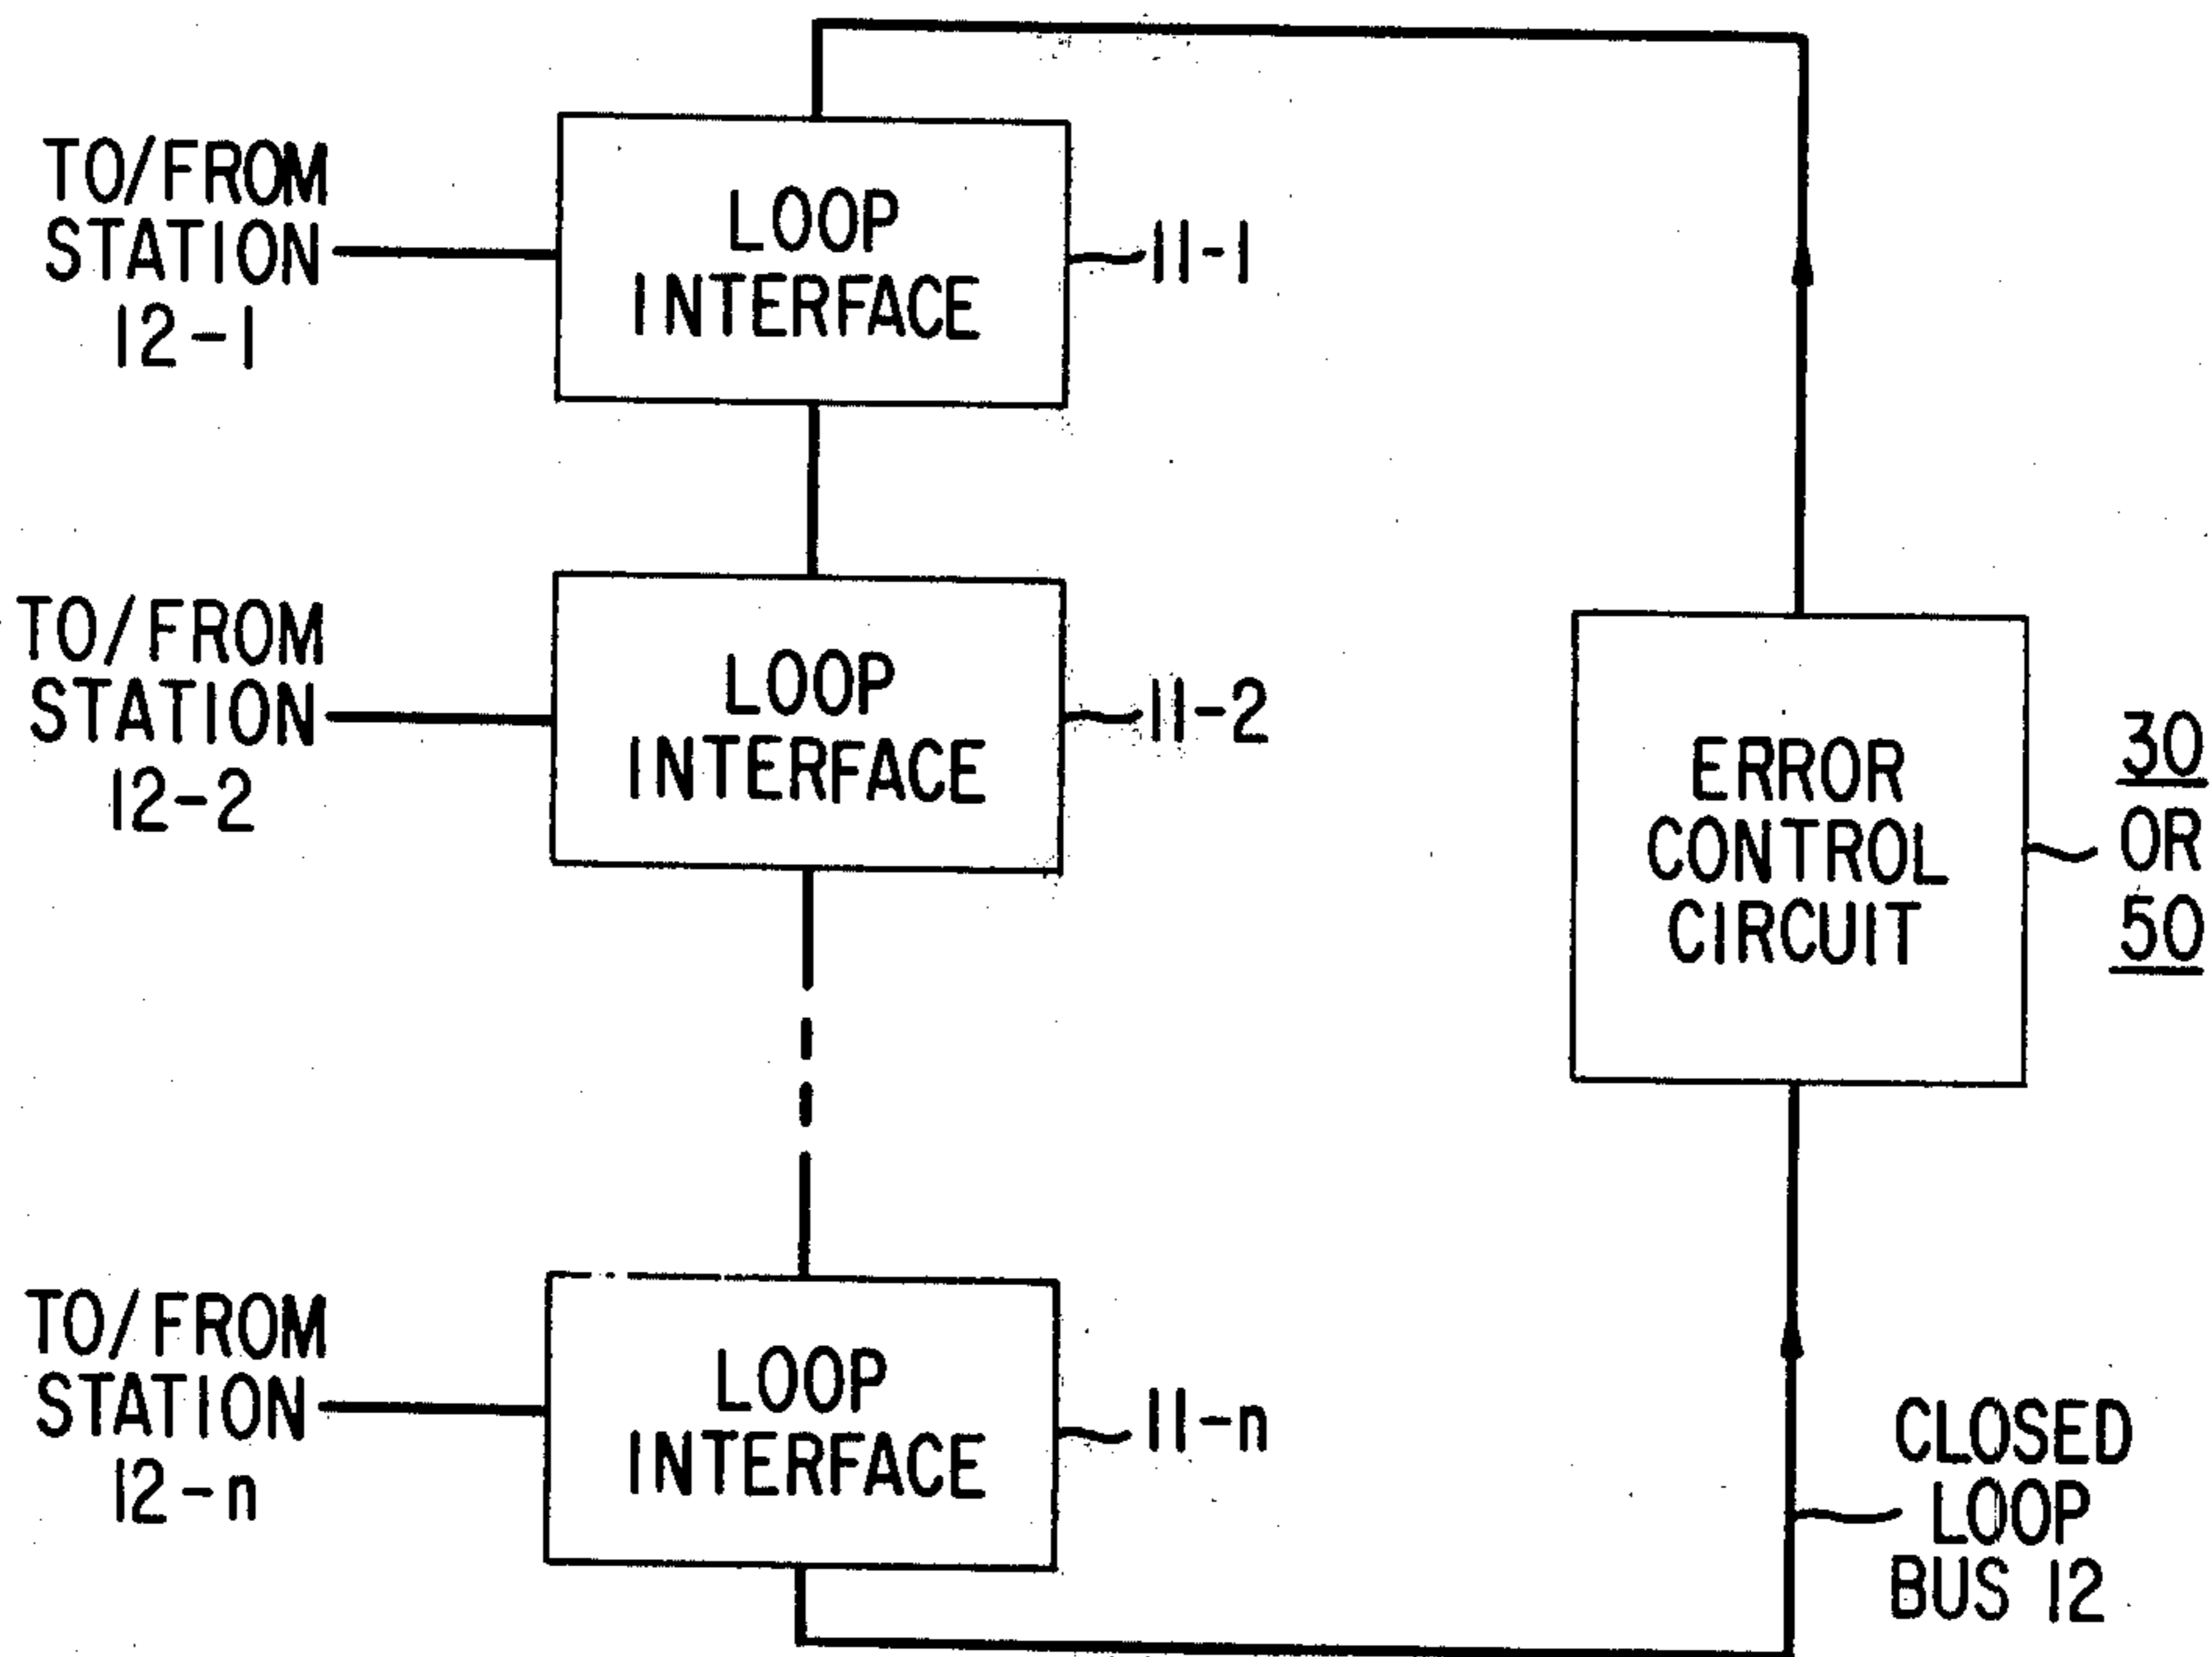 TO/FROM
STATION
12-1
LOOP
INTERFACE
11-1
TO/FROM
STATION
12-2
LOOP
INTERFACE
11-2
ERROR
CONTROL
CIRCUIT
30
OR
50
TO/FROM
STATION
12-n
LOOP
INTERFACE
11-n
CLOSED
LOOP
BUS 12